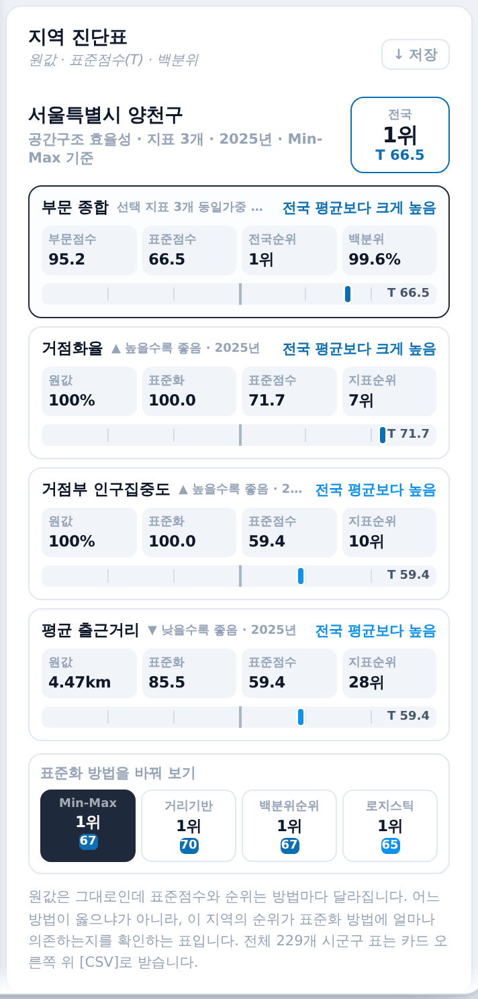 지역 진단표
원값 · 표준점수(T) · 백분위
↓ 저장
서울특별시 양천구
공간구조 효율성 · 지표 3개 · 2025년 · Min-
Max 기준
전국
1위
T 66.5
부문 종합 선택 지표 3개 동일가중 ... 전국 평균보다 크게 높음
부문점수 표준점수 전국순위 백분위
95.2 66.5 1위 99.6%
T 66.5
거점화율 ▲ 높을수록 좋음 · 2025년 전국 평균보다 크게 높음
원값 표준화 표준점수 지표순위
100% 100.0 71.7 7위
T 71.7
거점부 인구집중도 ▲ 높을수록 좋음 · 2... 전국 평균보다 높음
원값 표준화 표준점수 지표순위
100% 100.0 59.4 10위
T 59.4
평균 출근거리 ▼ 낮을수록 좋음 · 2025년 전국 평균보다 높음
원값 표준화 표준점수 지표순위
4.47km 85.5 59.4 28위
T 59.4
표준화 방법을 바꿔 보기
Min-Max 거리기반 백분위순위 로지스틱
1위 1위 1위 1위
67 70 67 65
원값은 그대로인데 표준점수와 순위는 방법마다 달라집니다. 어느
방법이 옳으냐가 아니라, 이 지역의 순위가 표준화 방법에 얼마나
의존하는지를 확인하는 표입니다. 전체 229개 시군구 표는 카드 오
른쪽 위 [CSV]로 받습니다.